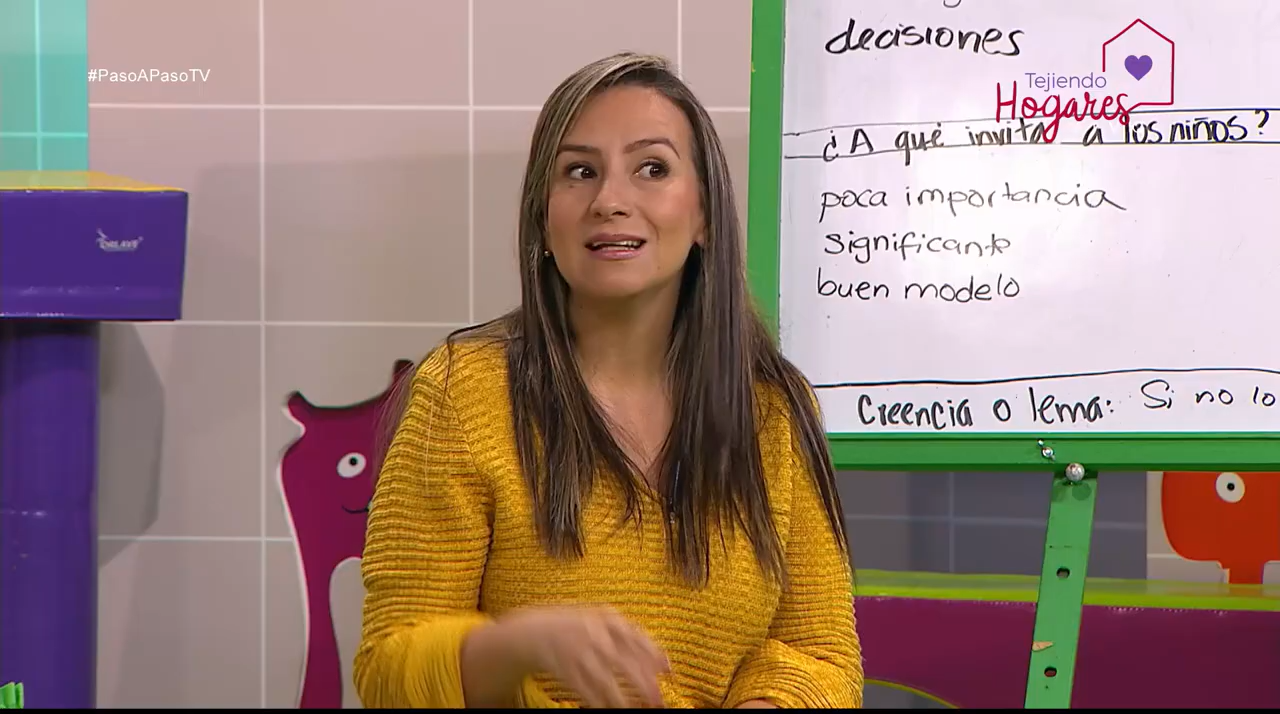 #PasoAPasoTV
decisiones
Tejiendo
Hogares
¿A qué invita a los niños?
poca importancia
significante
buen modelo
Creencia o lema: Si no lo